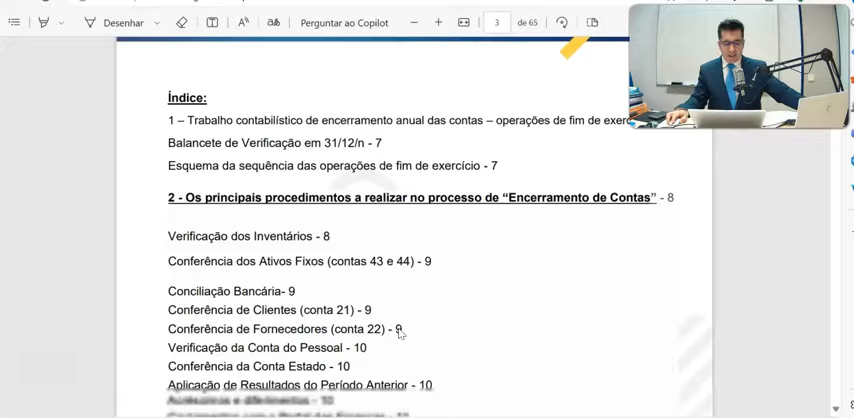 Desenhar
Perguntar ao Copilot
3
de 65
Índice:
1 – Trabalho contabilístico de encerramento anual das contas – operações de fim de exerc
Balancete de Verificação em 31/12/n - 7
Esquema da sequência das operações de fim de exercício - 7
2 - Os principais procedimentos a realizar no processo de “Encerramento de Contas” - 8
Verificação dos Inventários - 8
Conferência dos Ativos Fixos (contas 43 e 44) - 9
Conciliação Bancária- 9
Conferência de Clientes (conta 21) - 9
Conferência de Fornecedores (conta 22) - 9
Verificação da Conta do Pessoal - 10
Conferência da Conta Estado - 10
Aplicação de Resultados do Período Anterior - 10
Acréscimos e diferimentos - 10